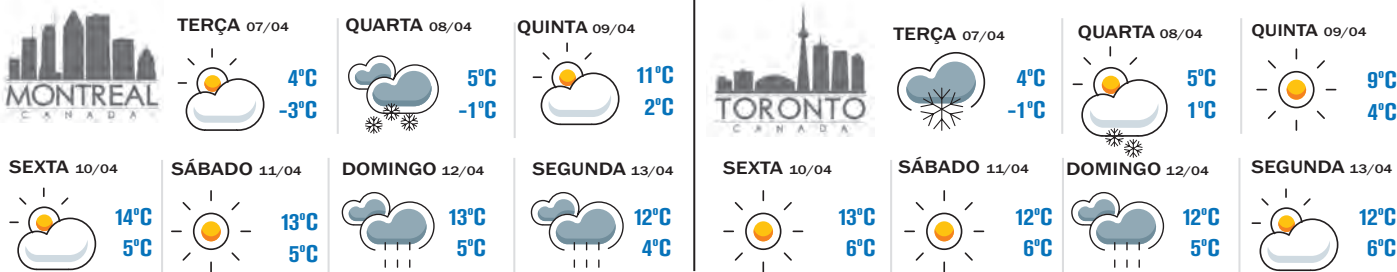 MONTREAL
CANADA
TERÇA 07/04
4ºC
-3ºC
QUARTA 08/04
5ºC
-1ºC
QUINTA 09/04
11ºC
2ºC
SEXTA 10/04
14ºC
5ºC
SÁBADO 11/04
13ºC
5ºC
DOMINGO 12/04
13ºC
5ºC
SEGUNDA 13/04
12ºC
4ºC
TORONTO
CANADA
TERÇA 07/04
4ºC
-1ºC
QUARTA 08/04
5ºC
1ºC
QUINTA 09/04
9ºC
4ºC
SEXTA 10/04
13ºC
6ºC
SÁBADO 11/04
12ºC
6ºC
DOMINGO 12/04
12ºC
5ºC
SEGUNDA 13/04
12ºC
6ºC